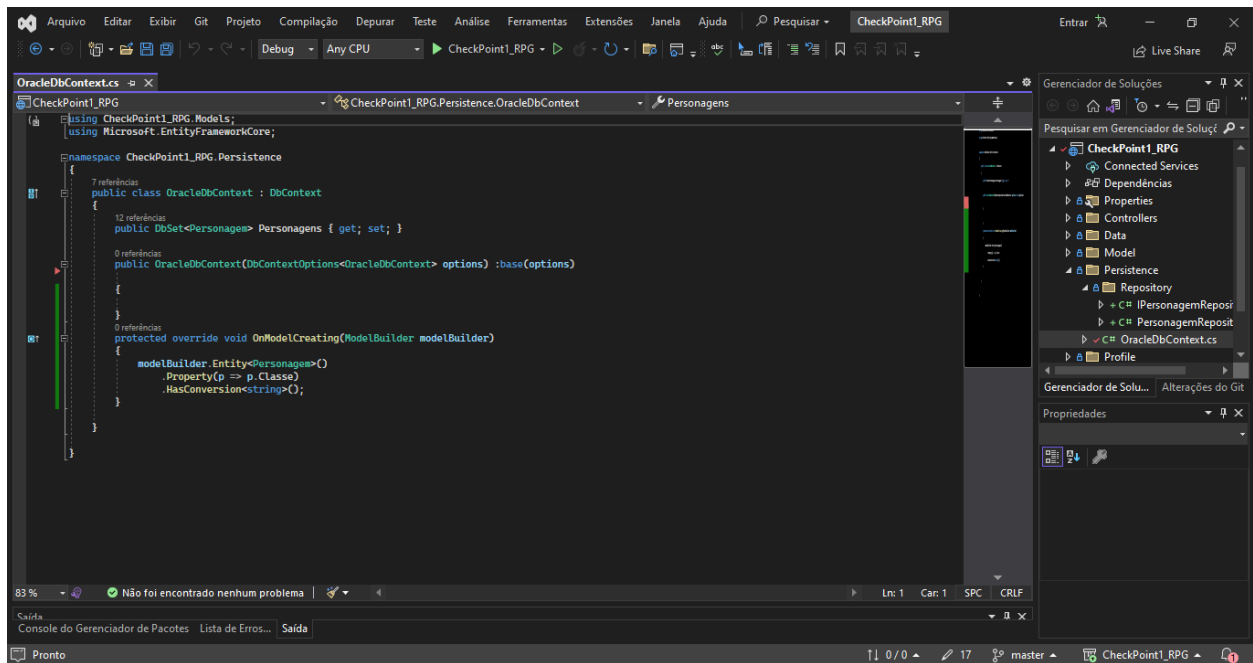 Arquivo Editar Exibir Git Projeto Compilação Depurar Teste Análise Ferramentas Extensões Janela Ajuda Pesquisar CheckPoint1_RPG Entrar
Debug Any CPU CheckPoint1_RPG Live Share
OracleDbContext.cs
CheckPoint1_RPG CheckPoint1_RPG.Persistence.OracleDbContext Personagens
using CheckPoint1_RPG.Models;
using Microsoft.EntityFrameworkCore;
namespace CheckPoint1_RPG.Persistence
{
7 referências
public class OracleDbContext : DbContext
{
12 referências
public DbSet<Personagem> Personagens { get; set; }
0 referências
public OracleDbContext(DbContextOptions<OracleDbContext> options) :base(options)
{
}
0 referências
protected override void OnModelCreating(ModelBuilder modelBuilder)
{
modelBuilder.Entity<Personagem>()
.Property(p => p.Classe)
.HasConversion<string>();
}
}
}
83 % Não foi encontrado nenhum problema Ln: 1 Car: 1 SPC CRLF
Saída
Console do Gerenciador de Pacotes Lista de Erros... Saída
Gerenciador de Soluções
Pesquisar em Gerenciador de Soluçõ
CheckPoint1_RPG
Connected Services
Dependências
Properties
Controllers
Data
Model
Persistence
Repository
C# IPersonagemReposit
C# PersonagemReposit
C# OracleDbContext.cs
Profile
Gerenciador de Solu... Alterações do Git
Propriedades
Pronto 0 / 0 17 master CheckPoint1_RPG 1